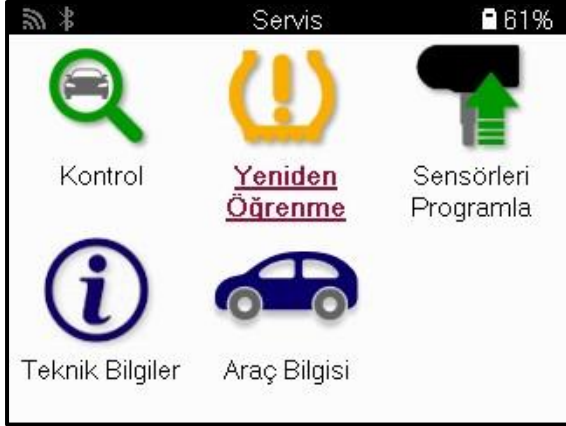 Servis 61%
Kontrol
Yeniden
Öğrenme
Sensörleri
Programla
Teknik Bilgiler
Araç Bilgisi